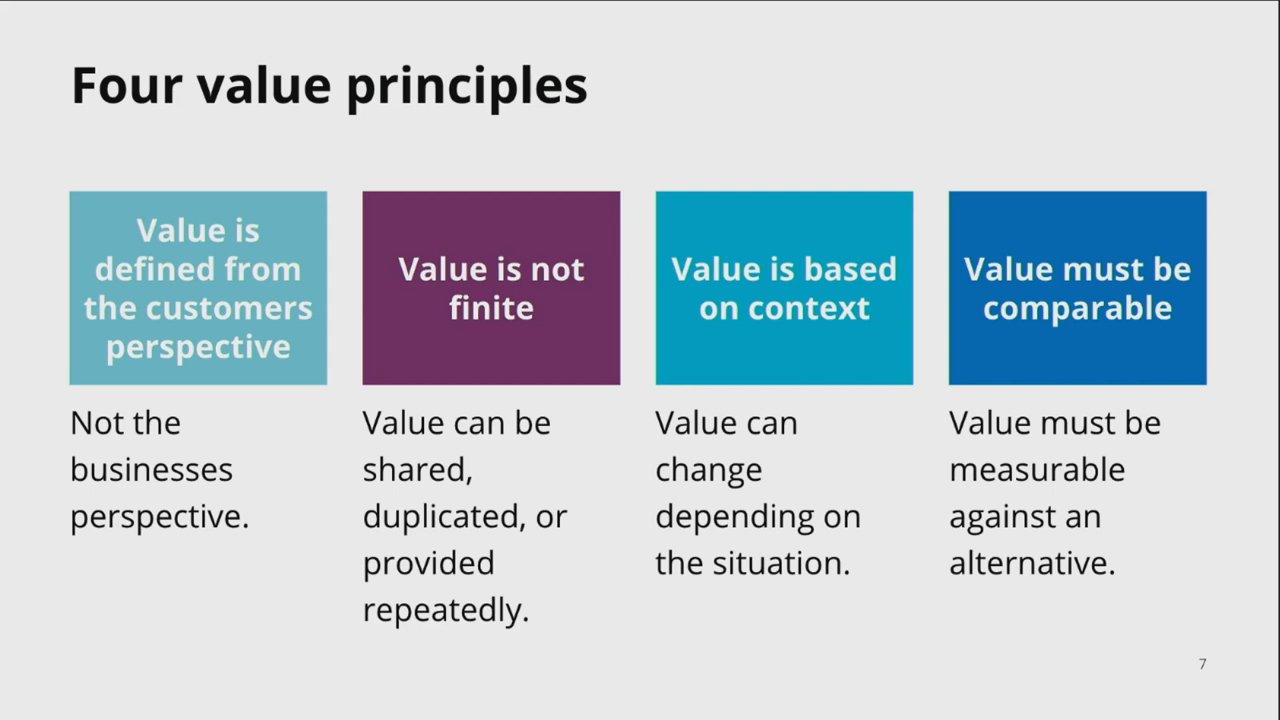 Four value principles
Value is
defined from
the customers
perspective
Not the
businesses
perspective.
Value is not
finite
Value can be
shared,
duplicated, or
provided
repeatedly.
Value is based
on context
Value can
change
depending on
the situation.
Value must be
comparable
Value must be
measurable
against an
alternative.
7